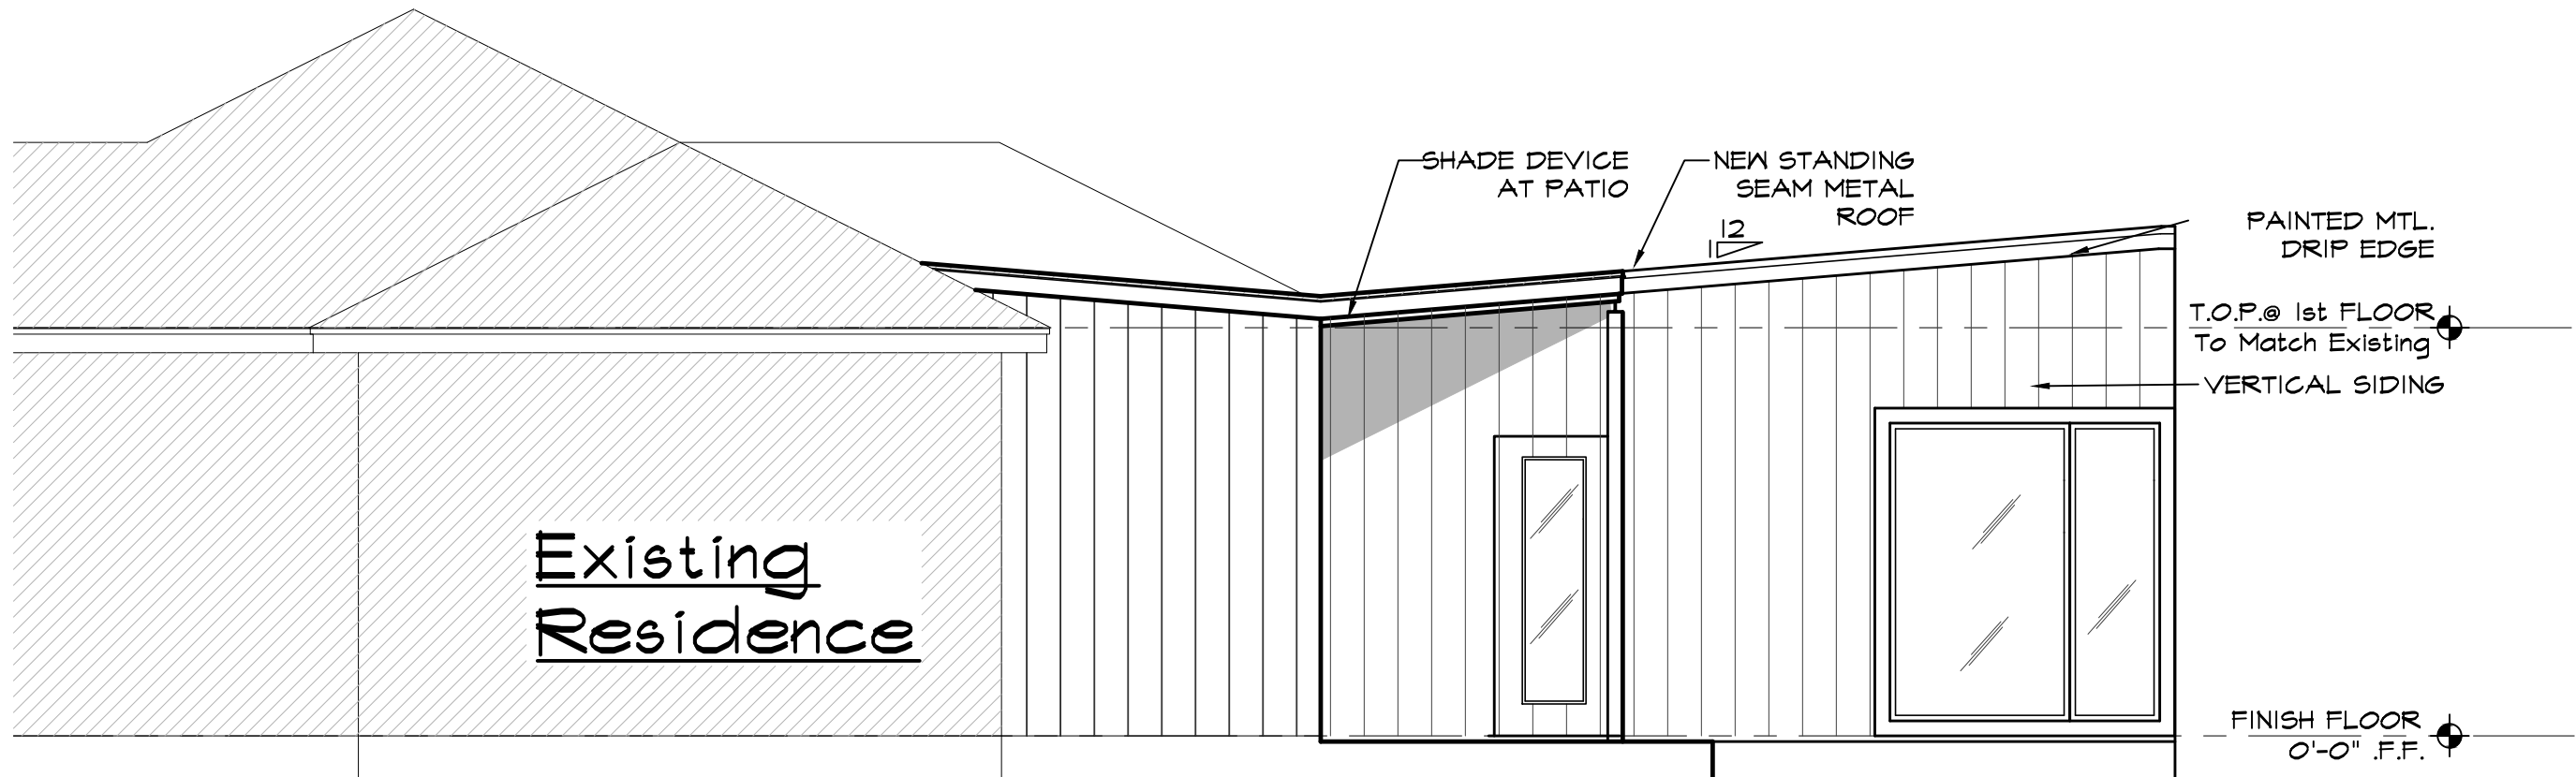 SHADE DEVICE
AT PATIO
NEW STANDING
SEAM METAL
ROOF
12
1
PAINTED MTL.
DRIP EDGE
T.O.P.@ 1st FLOOR
To Match Existing
VERTICAL SIDING
Existing
Residence
FINISH FLOOR
0'-0" .F.F.